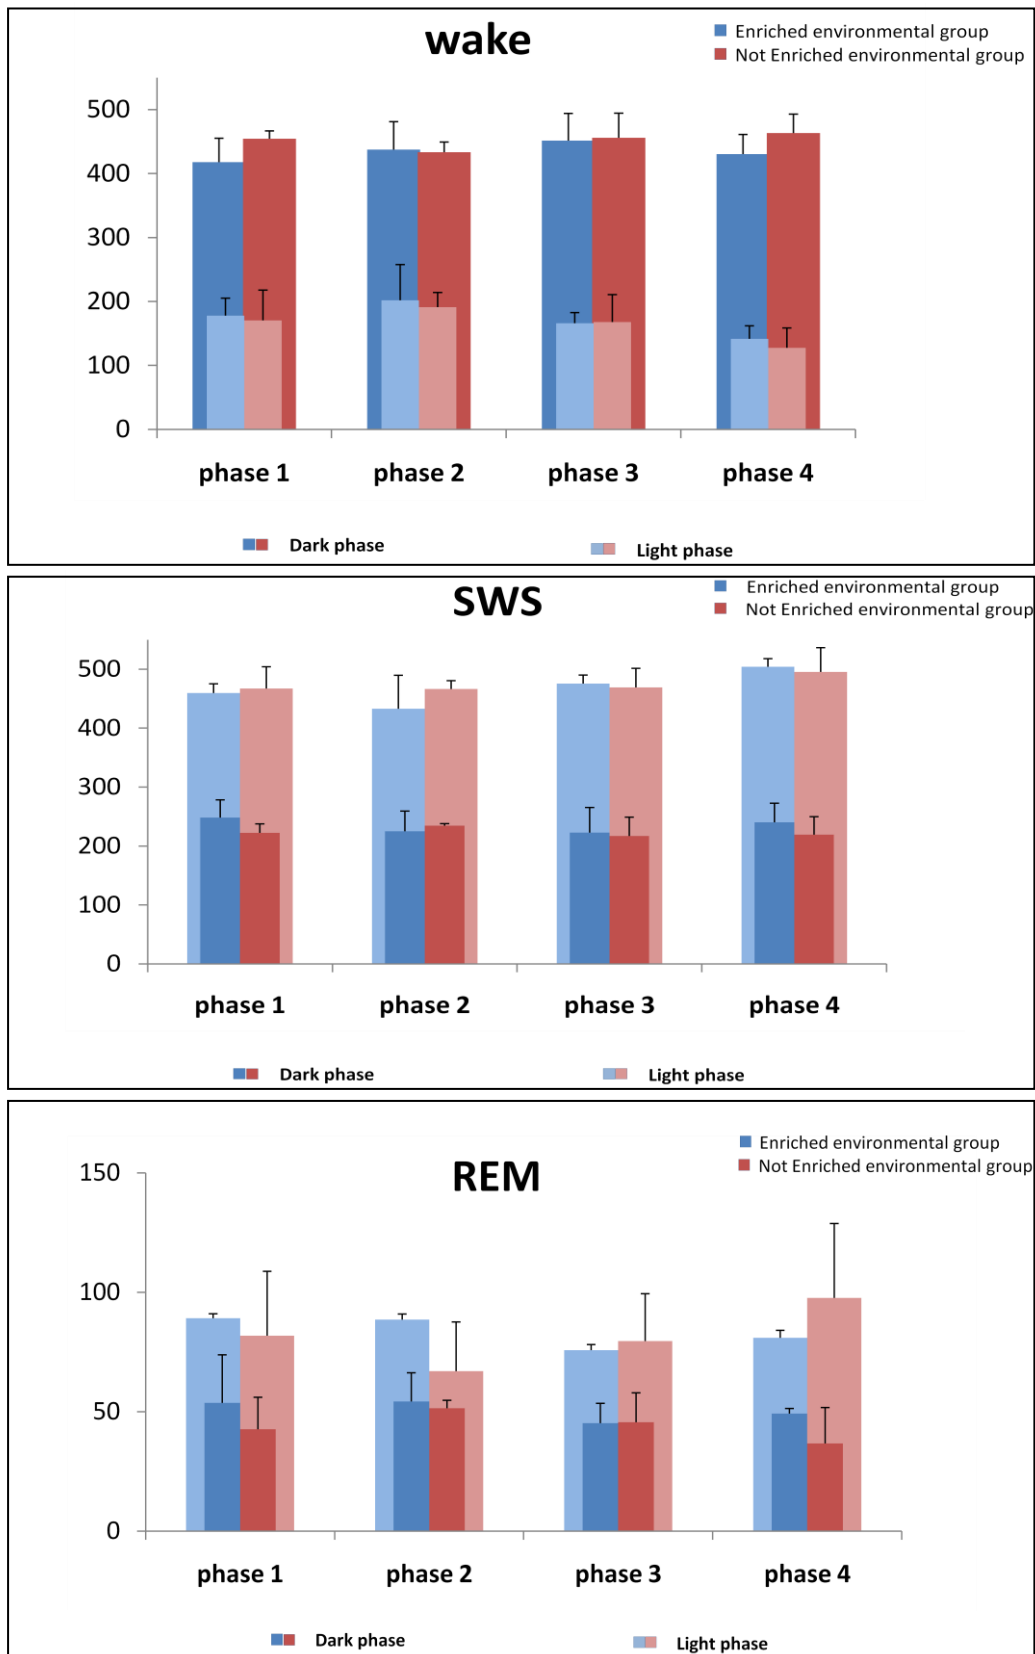 wake
Enriched environmental group
Not Enriched environmental group
500
400
300
200
100
0
phase 1 phase 2 phase 3 phase 4
Dark phase Light phase
SWS
Enriched environmental group
Not Enriched environmental group
500
400
300
200
100
0
phase 1 phase 2 phase 3 phase 4
Dark phase Light phase
REM
Enriched environmental group
Not Enriched environmental group
150
100
50
0
phase 1 phase 2 phase 3 phase 4
Dark phase Light phase